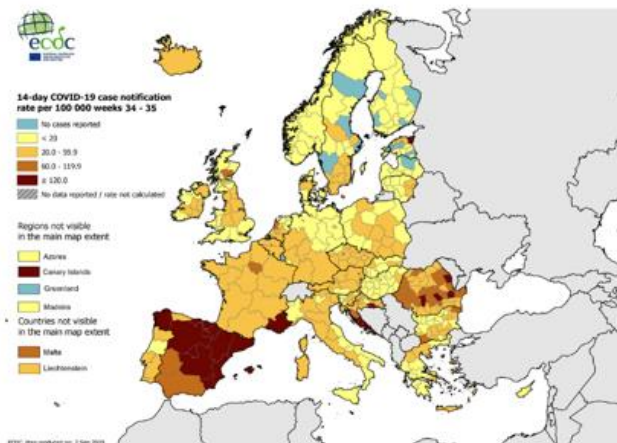 ecdc
14-day COVID-19 case notification
rate per 100 000 weeks 34 - 35
No cases reported
< 20
20.0 - 59.9
60.0 - 119.9
≥ 120.0
No data reported / rate not calculated
Regions not visible
in the main map extent
Azores
Canary Islands
Greenland
Madeira
Countries not visible
in the main map extent
Malta
Liechtenstein